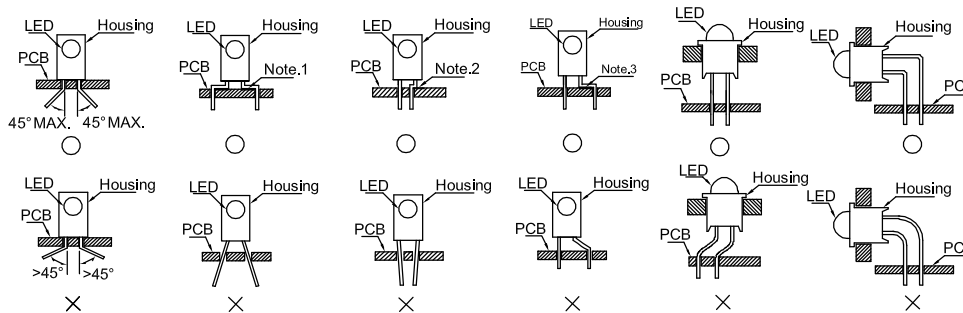 LED Housing
PCB
45° MAX. 45° MAX.
LED Housing
PCB Note.1
LED Housing
PCB Note.2
LED Housing
PCB Note.3
LED
Housing
PCB
Housing
LED
PC
LED Housing
PCB
>45° >45°
LED Housing
PCB
LED Housing
PCB
LED Housing
PCB
LED
Housing
PCB
Housing
LED
PC